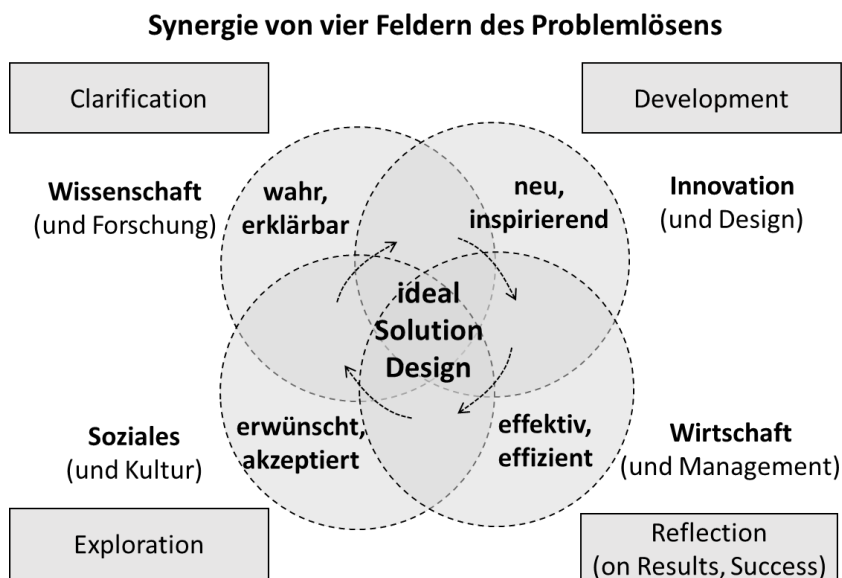 Synergie von vier Feldern des Problemlösens
Clarification
Development
Wissenschaft
(und Forschung)
wahr,
erklärbar
neu,
inspirierend
Innovation
(und Design)
ideal
Solution
Design
Soziales
(und Kultur)
erwünscht,
akzeptiert
effektiv,
effizient
Wirtschaft
(und Management)
Exploration
Reflection
(on Results, Success)